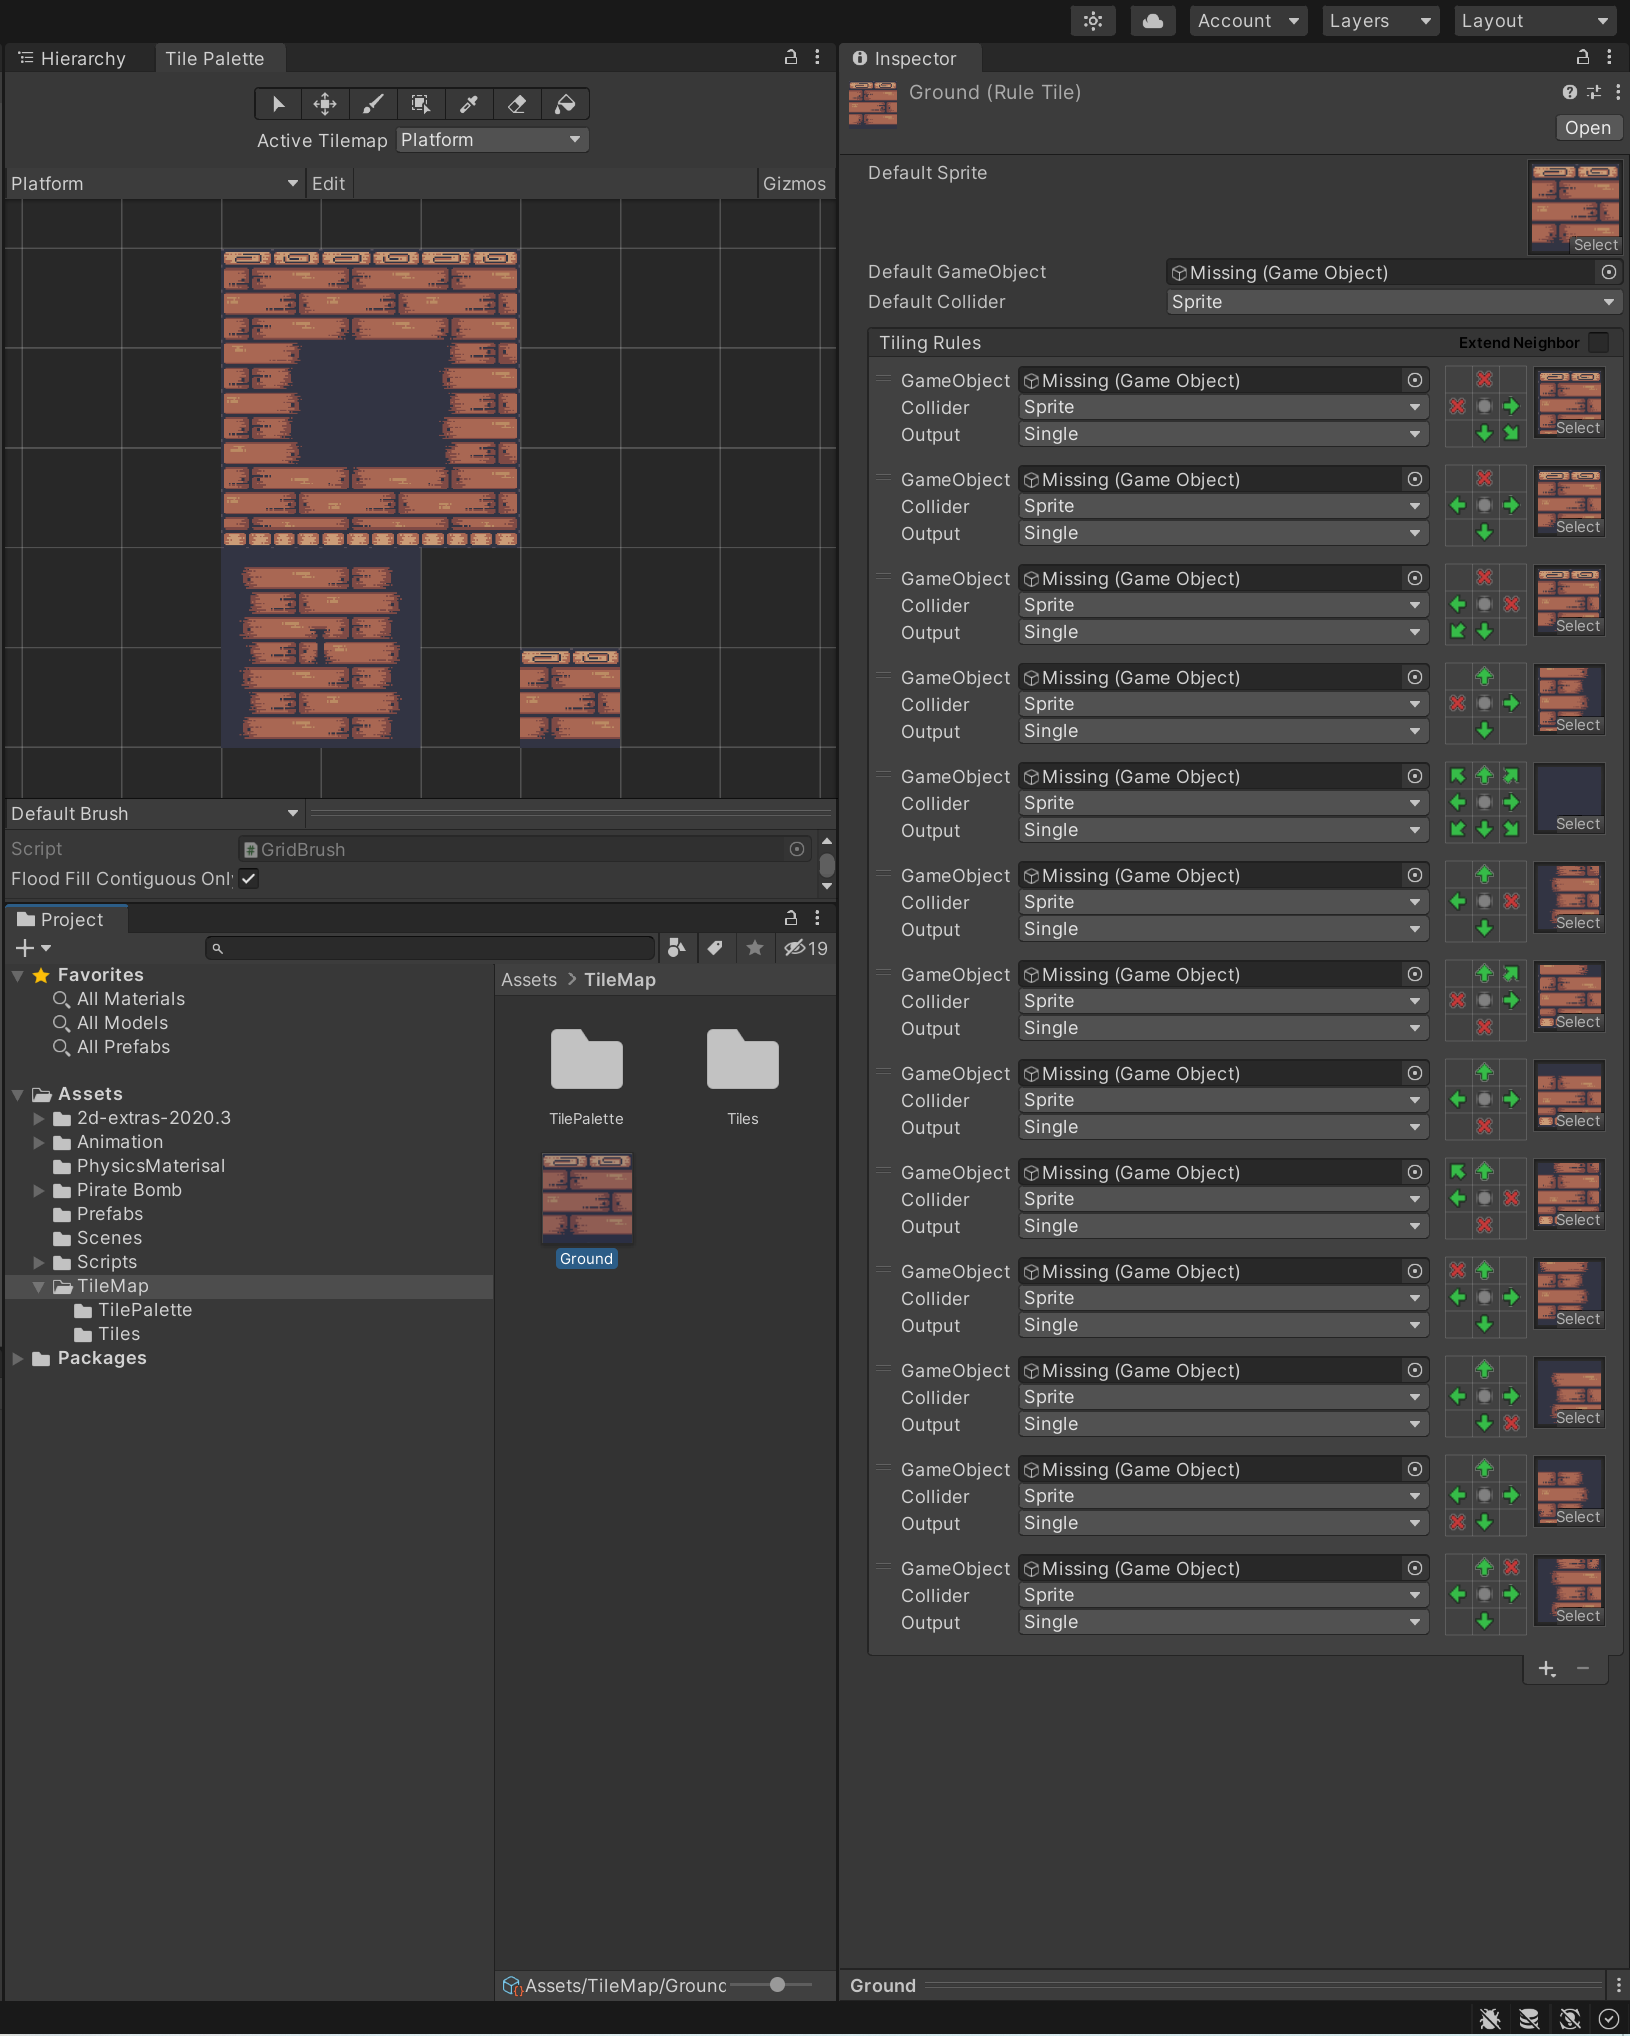 Account
Layers
Layout
Hierarchy
Tile Palette
Active Tilemap
Platform
Platform
Edit
Gizmos
Default Brush
Script
GridBrush
Flood Fill Contiguous Onl
Project
19
Favorites
All Materials
All Models
All Prefabs
Assets
2d-extras-2020.3
Animation
PhysicsMaterisal
Pirate Bomb
Prefabs
Scenes
Scripts
TileMap
TilePalette
Tiles
Packages
Assets > TileMap
TilePalette
Tiles
Ground
Assets/TileMap/Ground
Inspector
Ground (Rule Tile)
Open
Default Sprite
Select
Default GameObject
Missing (Game Object)
Default Collider
Sprite
Tiling Rules
Extend Neighbor
GameObject
Missing (Game Object)
Collider
Sprite
Output
Single
Select
GameObject
Missing (Game Object)
Collider
Sprite
Output
Single
Select
GameObject
Missing (Game Object)
Collider
Sprite
Output
Single
Select
GameObject
Missing (Game Object)
Collider
Sprite
Output
Single
Select
GameObject
Missing (Game Object)
Collider
Sprite
Output
Single
Select
GameObject
Missing (Game Object)
Collider
Sprite
Output
Single
Select
GameObject
Missing (Game Object)
Collider
Sprite
Output
Single
Select
GameObject
Missing (Game Object)
Collider
Sprite
Output
Single
Select
GameObject
Missing (Game Object)
Collider
Sprite
Output
Single
Select
GameObject
Missing (Game Object)
Collider
Sprite
Output
Single
Select
GameObject
Missing (Game Object)
Collider
Sprite
Output
Single
Select
GameObject
Missing (Game Object)
Collider
Sprite
Output
Single
Select
GameObject
Missing (Game Object)
Collider
Sprite
Output
Single
Select
Ground